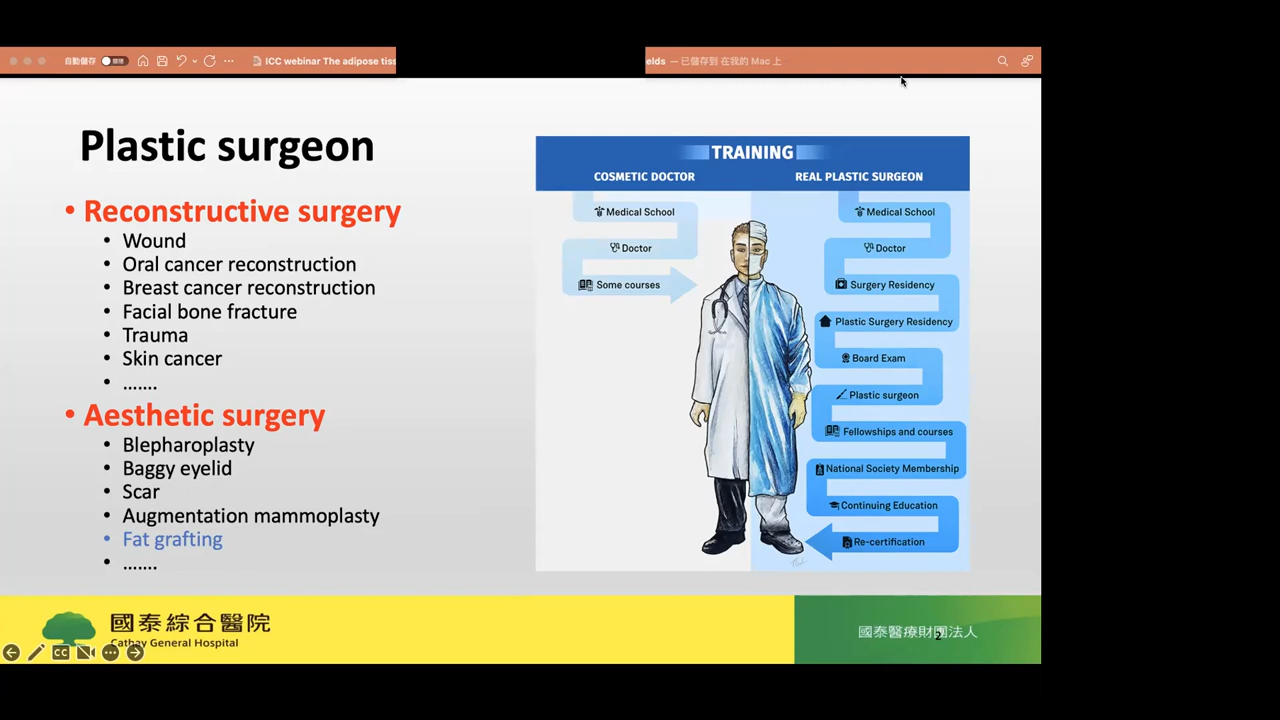 自動儲存
ICC webinar The adipose tiss
elds — 已儲存到 在我的 Mac 上
Plastic surgeon
• Reconstructive surgery
• Wound
• Oral cancer reconstruction
• Breast cancer reconstruction
• Facial bone fracture
• Trauma
• Skin cancer
• .......
• Aesthetic surgery
• Blepharoplasty
• Baggy eyelid
• Scar
• Augmentation mammoplasty
• Fat grafting
• .......
TRAINING
COSMETIC DOCTOR
Medical School
Doctor
Some courses
REAL PLASTIC SURGEON
Medical School
Doctor
Surgery Residency
Plastic Surgery Residency
Board Exam
Plastic surgeon
Fellowships and courses
National Society Membership
Continuing Education
Re-certification
國泰綜合醫院
Cathay General Hospital
CC
國泰醫療財團法人
2